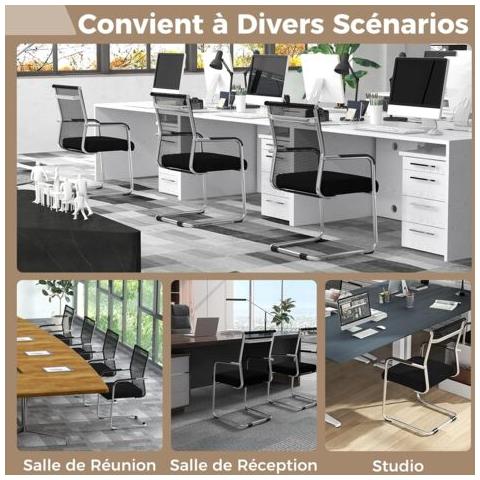 Convient à Divers Scénarios
Salle de Réunion
Salle de Réception
Studio